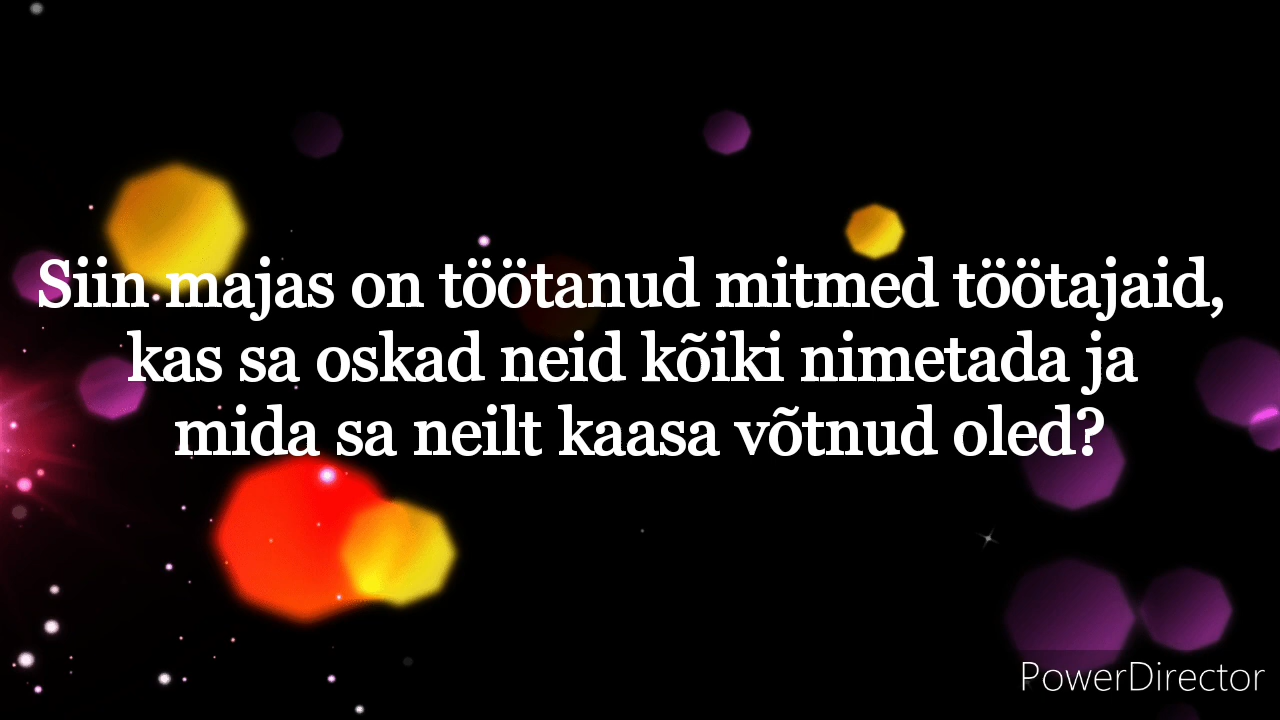 Siin majas on töötanud mitmed töötajaid,
kas sa oskad neid kõiki nimetada ja
mida sa neilt kaasa võtnud oled?
PowerDirector